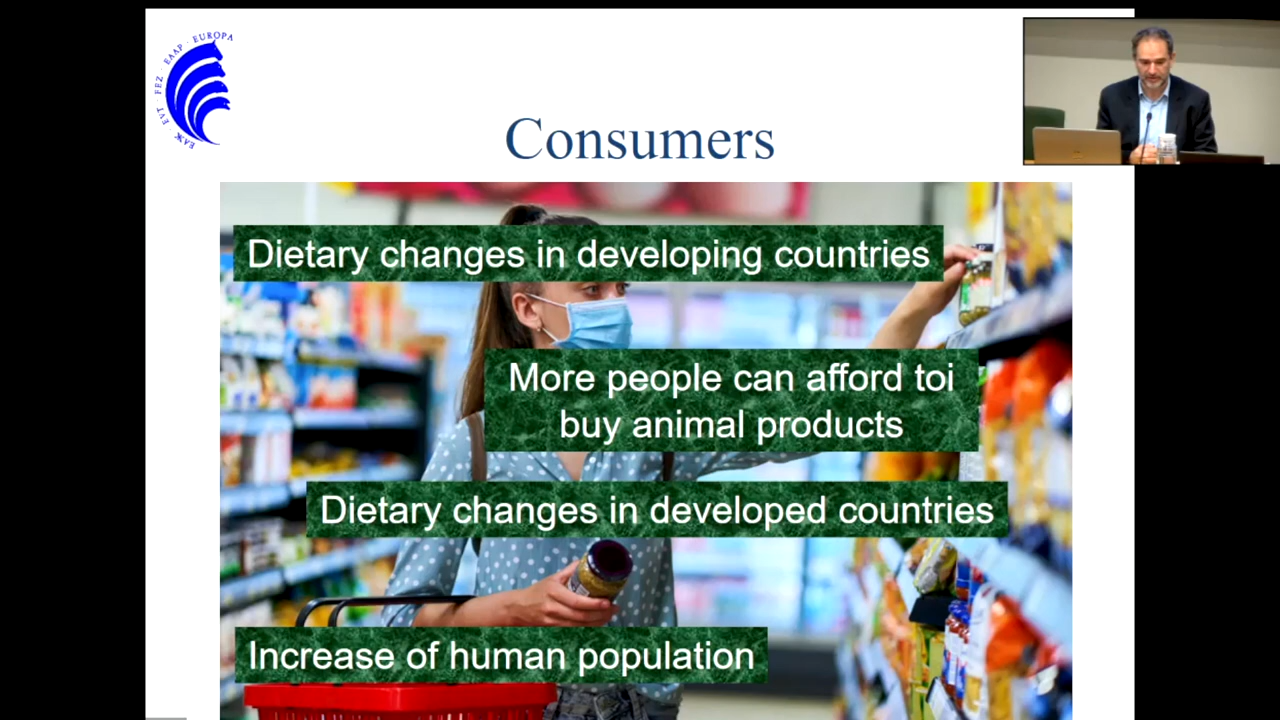 ЕАЖ · EVT · FEZ · EAAP · EUROPA
Consumers
Dietary changes in developing countries
More people can afford toi
buy animal products
Dietary changes in developed countries
Increase of human population